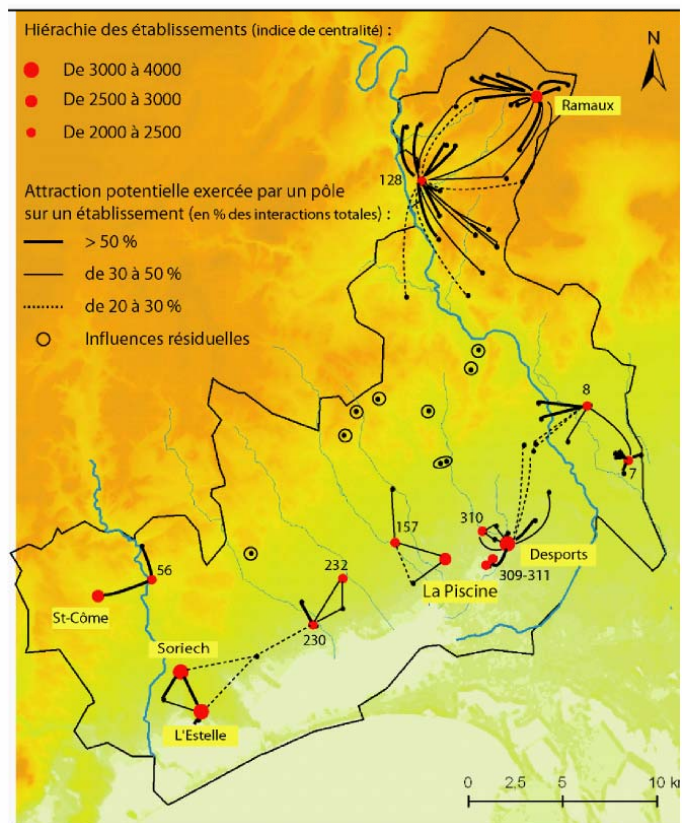 Hiérachie des établissements (indice de centralité) :
De 3000 à 4000
De 2500 à 3000
De 2000 à 2500
Attraction potentielle exercée par un pôle
sur un établissement (en % des interactions totales) :
> 50 %
de 30 à 50 %
de 20 à 30 %
Influences résiduelles
N
Ramaux
128
8
7
310
157
Desports
309-311
La Piscine
232
56
St-Côme
230
Soriech
L'Estelle
0 2,5 5 10 km